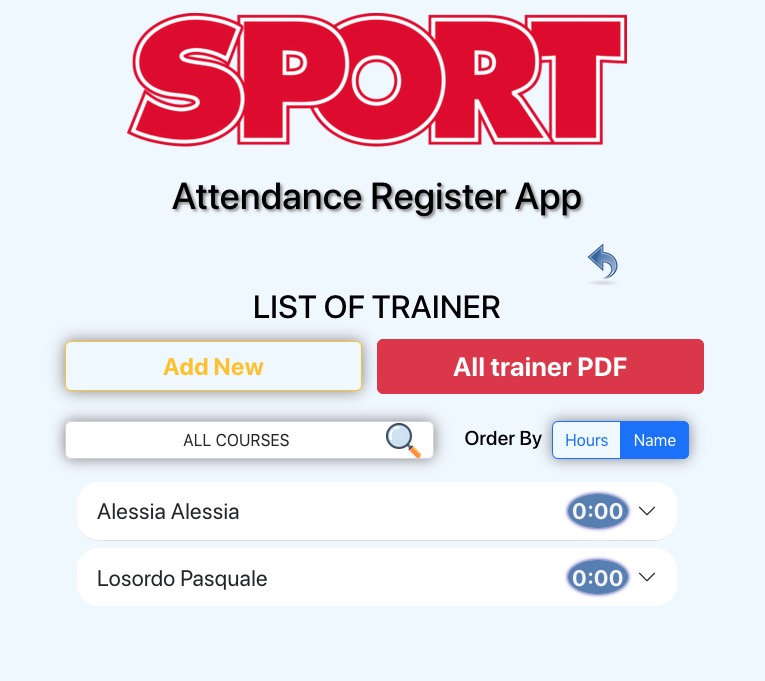 SPORT
Attendance Register App
LIST OF TRAINER
Add New
All trainer PDF
ALL COURSES
Order By
Hours
Name
Alessia Alessia
0:00
Losordo Pasquale
0:00